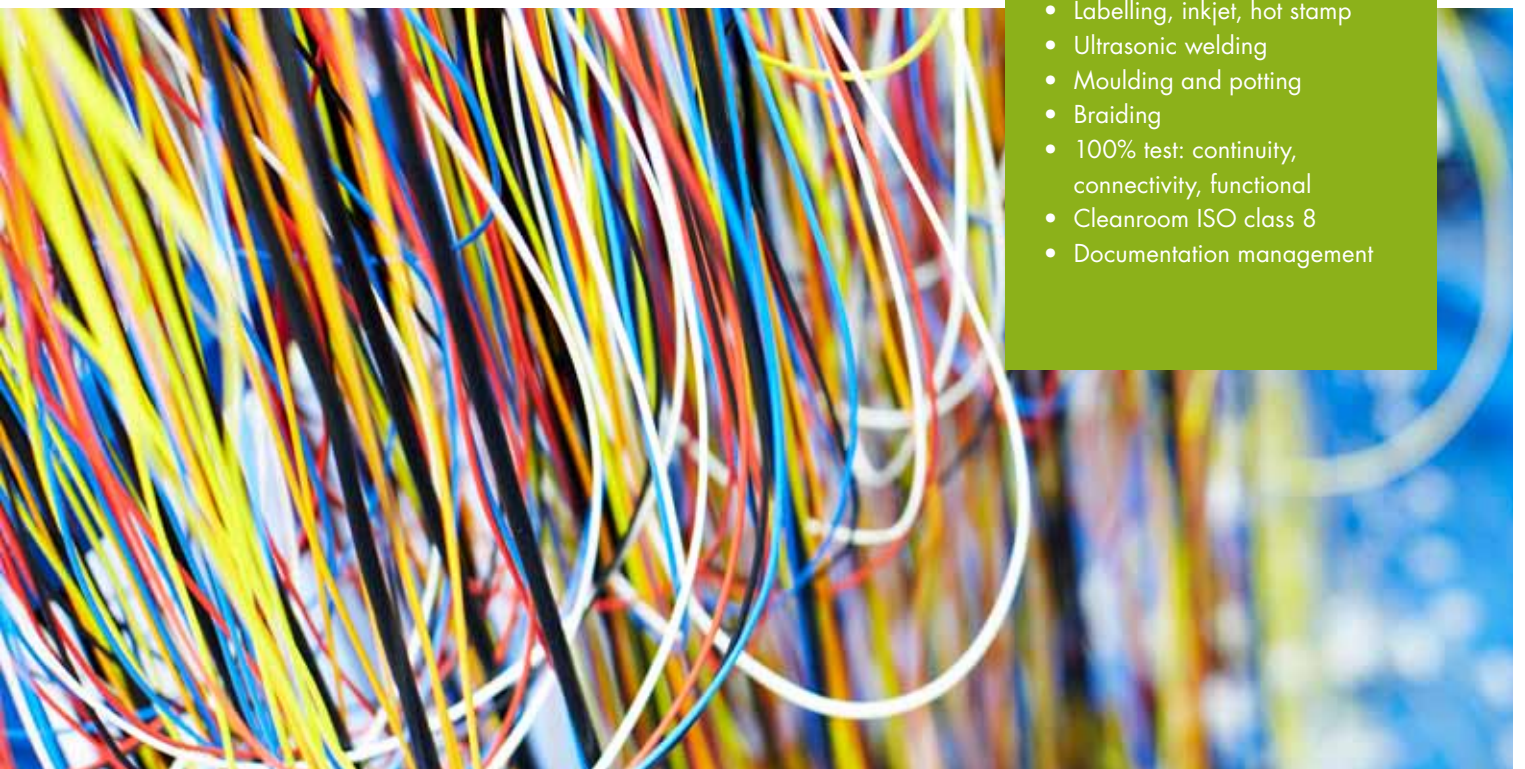 • Labelling, inkjet, hot stamp
• Ultrasonic welding
• Moulding and potting
• Braiding
• 100% test: continuity,
connectivity, functional
• Cleanroom ISO class 8
• Documentation management